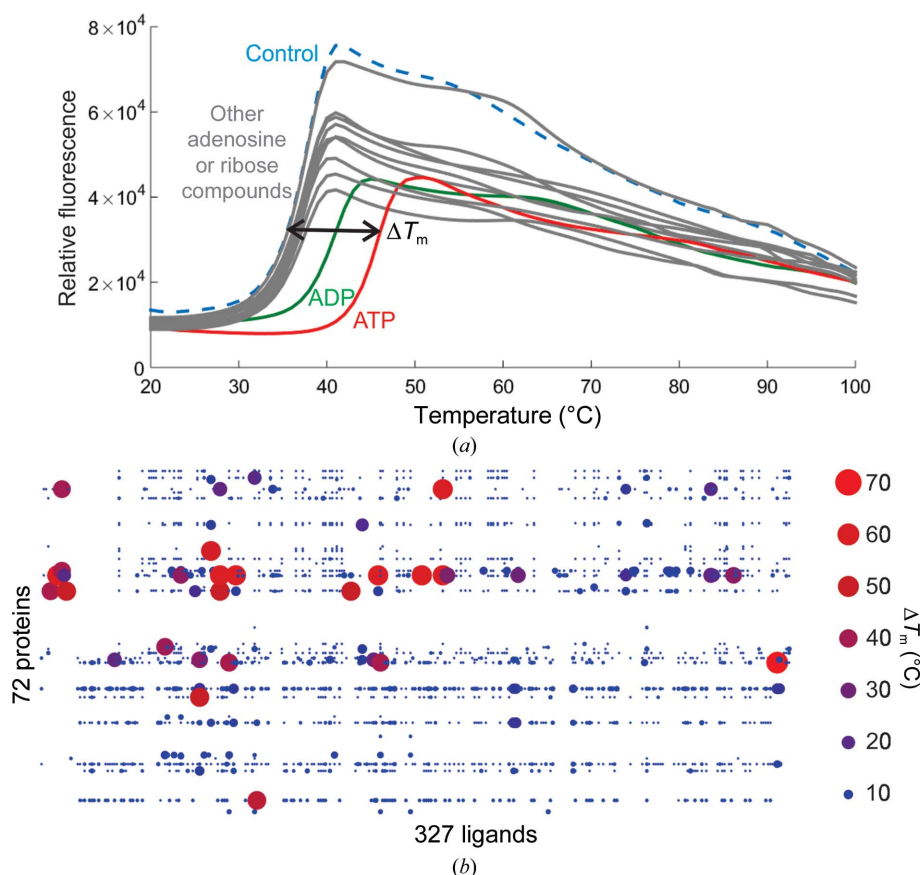 8×10⁴
6×10⁴
4×10⁴
2×10⁴
0
Relative fluorescence
Control
Other
adenosine
or ribose
compounds
ΔTm
ADP
ATP
20 30 40 50 60 70 80 90 100
Temperature (°C)
(a)
72 proteins
327 ligands
70
60
50
40
30
20
10
ΔTm (°C)
(b)